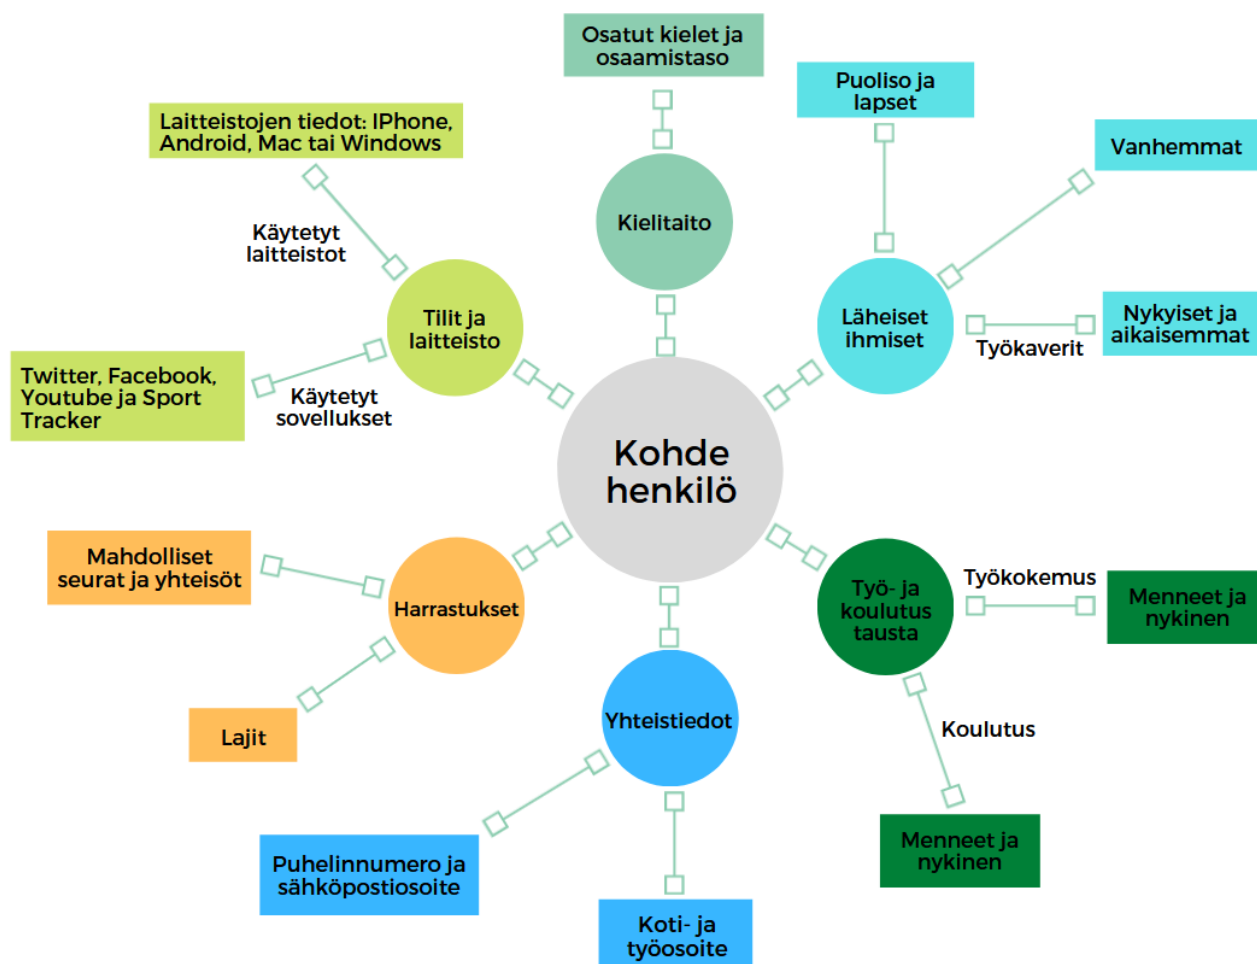 Osatut kielet ja
osaamistaso
Puoliso ja
lapset
Laitteistojen tiedot: IPhone,
Android, Mac tai Windows
Vanhemmat
Kielitaito
Käytetyt
laitteistot
Tilit ja
laitteisto
Läheiset
ihmiset
Nykyiset ja
aikaisemmat
Työkaverit
Twitter, Facebook,
Youtube ja Sport
Tracker
Käytetyt
sovellukset
Kohde
henkilö
Mahdolliset
seurat ja yhteisöt
Harrastukset
Työ- ja
koulutus
tausta
Työkokemus
Menneet ja
nykinen
Lajit
Yhteistiedot
Koulutus
Puhelinnumero ja
sähköpostiosoite
Menneet ja
nykinen
Koti- ja
työosoite